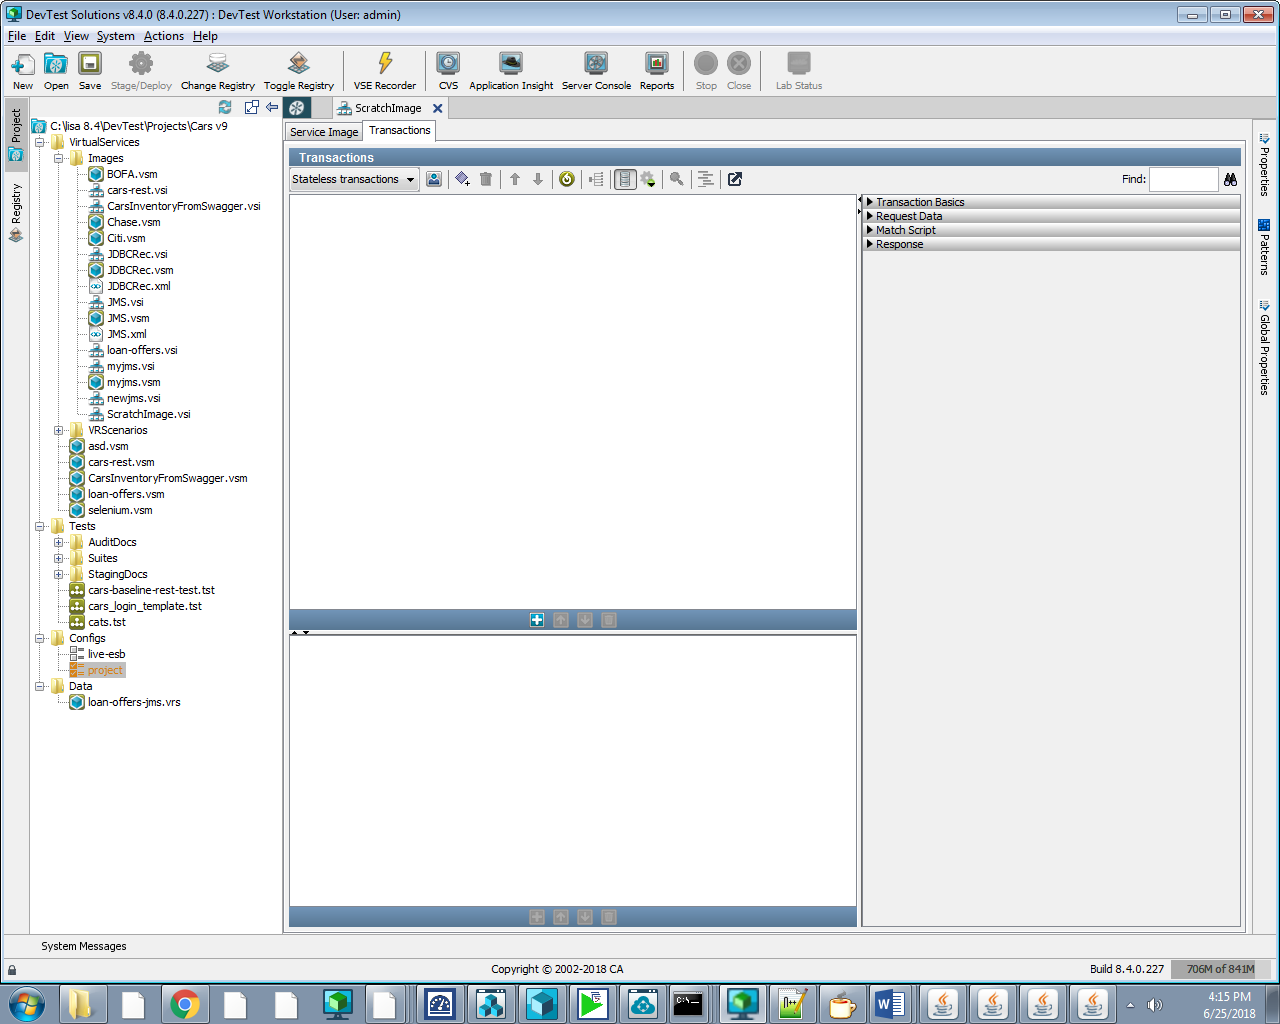 DevTest Solutions v8.4.0 (8.4.0.227) : DevTest Workstation (User: admin)
File Edit View System Actions Help
New Open Save Stage/Deploy Change Registry Toggle Registry VSE Recorder CVS Application Insight Server Console Reports Stop Close Lab Status
Project
Registry
C:\lisa 8.4\DevTest\Projects\Cars v9
VirtualServices
Images
BOFA.vsm
cars-rest.vsi
CarsInventoryFromSwagger.vsi
Chase.vsm
Citi.vsm
JDBCRec.vsi
JDBCRec.vsm
JDBCRec.xml
JMS.vsi
JMS.vsm
JMS.xml
loan-offers.vsi
myjms.vsi
myjms.vsm
newjms.vsi
ScratchImage.vsi
VRScenarios
asd.vsm
cars-rest.vsm
CarsInventoryFromSwagger.vsm
loan-offers.vsm
selenium.vsm
Tests
AuditDocs
Suites
StagingDocs
cars-baseline-rest-test.tst
cars_login_template.tst
cats.tst
Configs
live-esb
project
Data
loan-offers-jms.vrs
ScratchImage
Service Image Transactions
Transactions
Stateless transactions
Find:
Transaction Basics
Request Data
Match Script
Response
Properties
Patterns
Global Properties
System Messages
Copyright © 2002-2018 CA
Build 8.4.0.227
706M of 841M
4:15 PM
6/25/2018